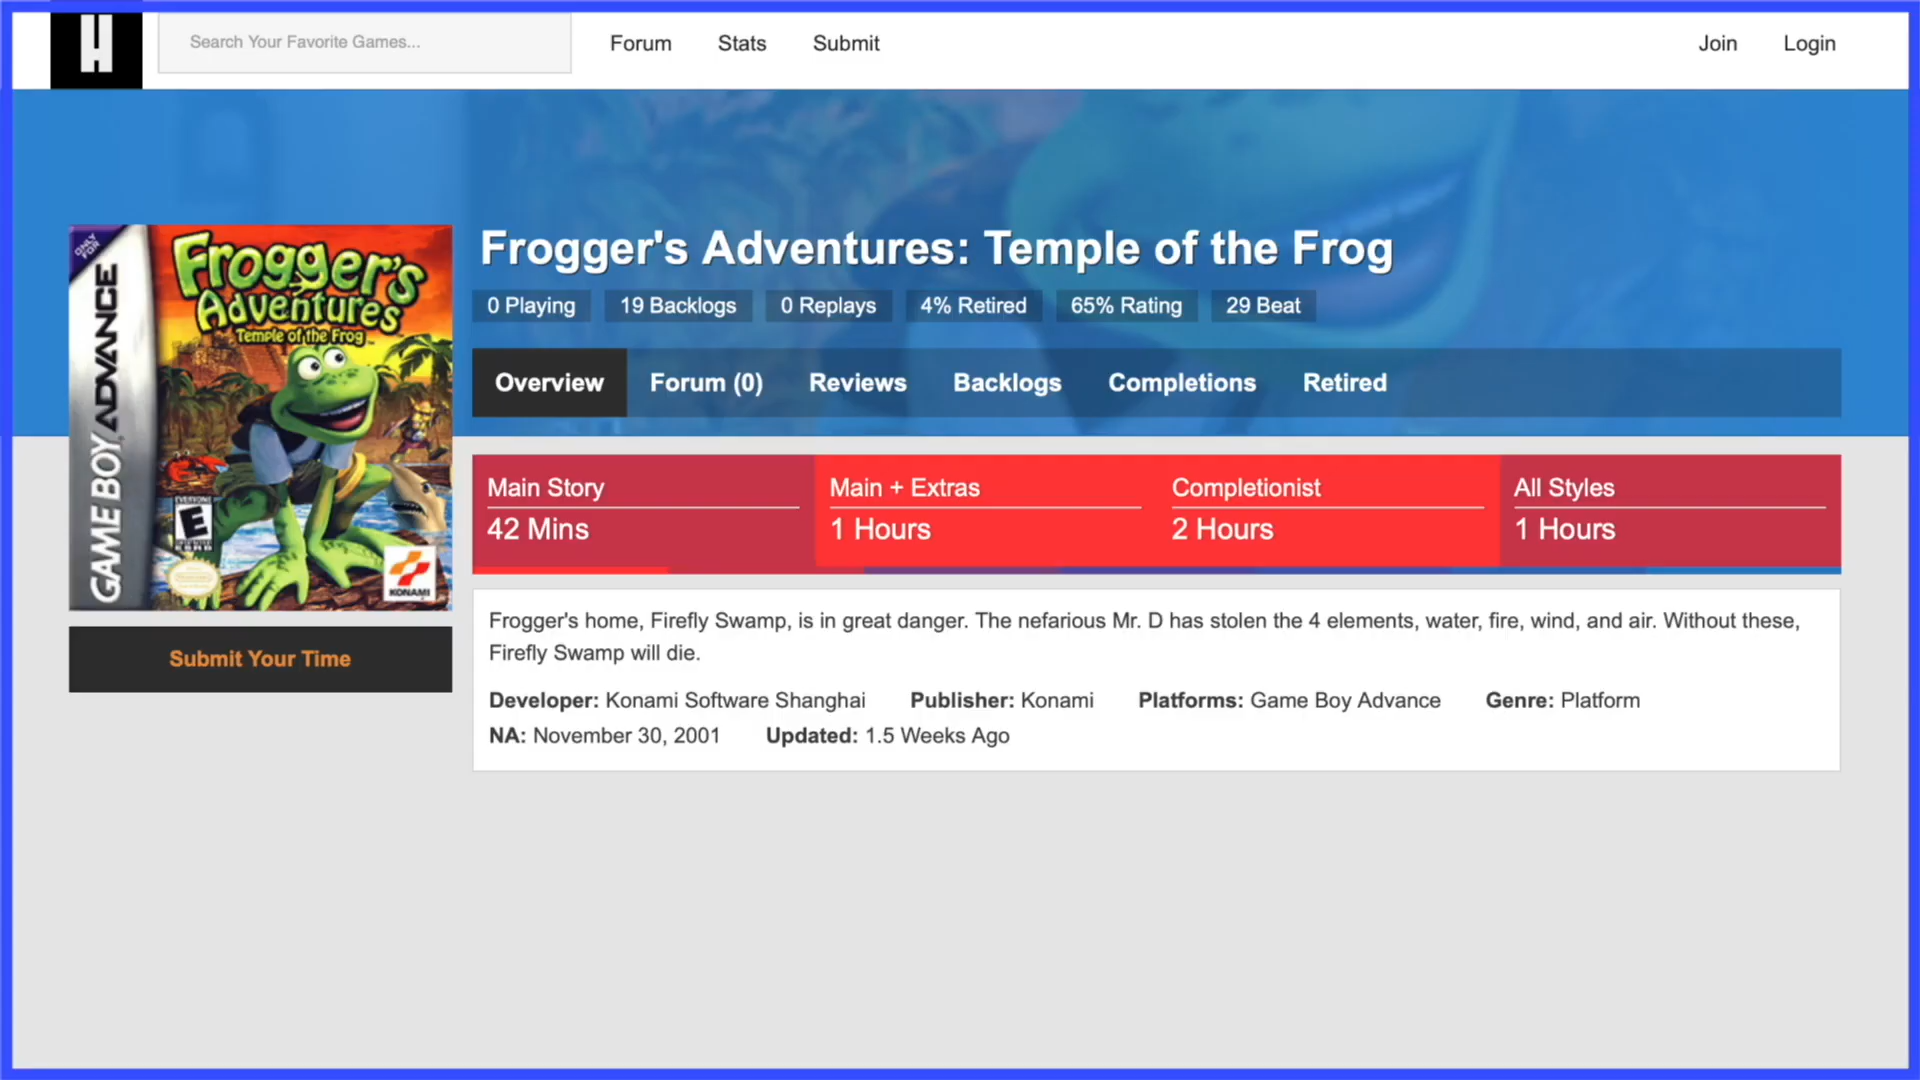 Search Your Favorite Games...
Forum
Stats
Submit
Join
Login
ONLY FOR
GAME BOY ADVANCE
Frogger's
Adventures
Temple of the Frog
EVERYONE
E
KONAMI
Submit Your Time
Frogger's Adventures: Temple of the Frog
0 Playing
19 Backlogs
0 Replays
4% Retired
65% Rating
29 Beat
Overview
Forum (0)
Reviews
Backlogs
Completions
Retired
Main Story
42 Mins
Main + Extras
1 Hours
Completionist
2 Hours
All Styles
1 Hours
Frogger's home, Firefly Swamp, is in great danger. The nefarious Mr. D has stolen the 4 elements, water, fire, wind, and air. Without these,
Firefly Swamp will die.
Developer: Konami Software Shanghai Publisher: Konami Platforms: Game Boy Advance Genre: Platform
NA: November 30, 2001 Updated: 1.5 Weeks Ago